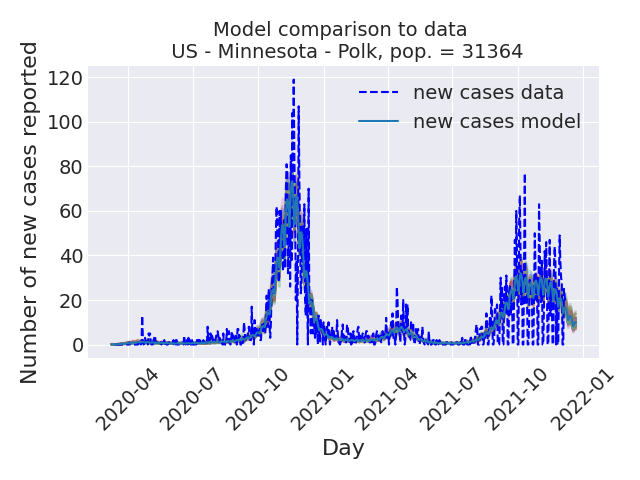 Model comparison to data
US - Minnesota - Polk, pop. = 31364
Number of new cases reported
120
100
80
60
40
20
0
new cases data
new cases model
2020-04
2020-07
2020-10
2021-01
2021-04
2021-07
2021-10
2022-01
Day